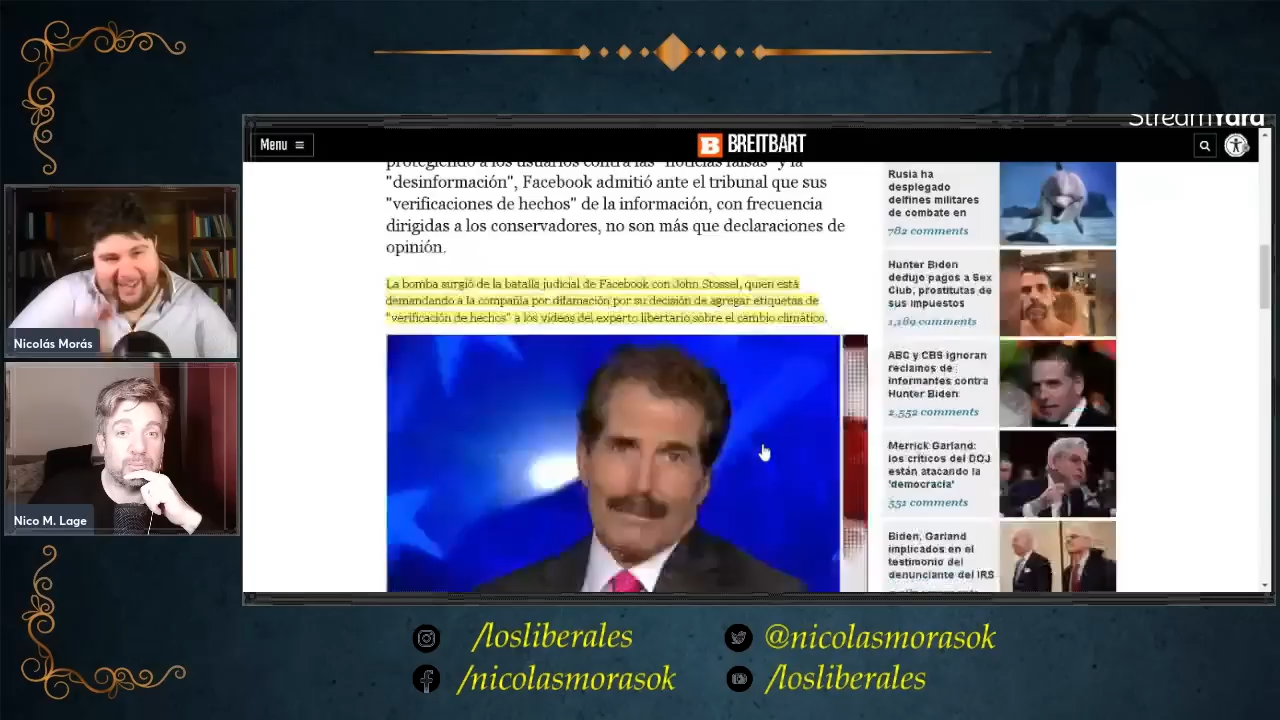 StreamYard
Menu
BREITBART
protegiendo a los usuarios contra las "noticias falsas" y la
"desinformación", Facebook admitió ante el tribunal que sus
"verificaciones de hechos" de la información, con frecuencia
dirigidas a los conservadores, no son más que declaraciones de
opinión.
La bomba surgió de la batalla judicial de Facebook con John Stossel, quien está
demandando a la compañía por difamación por su decisión de agregar etiquetas de
"verificación de hechos" a los videos del experto libertario sobre el cambio climático.
Rusia ha
desplegado
delfines militares
de combate en
782 comments
Hunter Biden
dedujo pagos a Sex
Club, prostitutas de
sus impuestos
1,189 comments
ABC y CBS ignoran
reclamos de
informantes contra
Hunter Biden
2,552 comments
Merrick Garland:
los críticos del DOJ
están atacando la
'democracia'
551 comments
Biden, Garland
implicados en el
testimonio del
denunciante del IRS
Nicolás Morás
Nico M. Lage
/losliberales
@nicolasmorasok
/nicolasmorasok
/losliberales